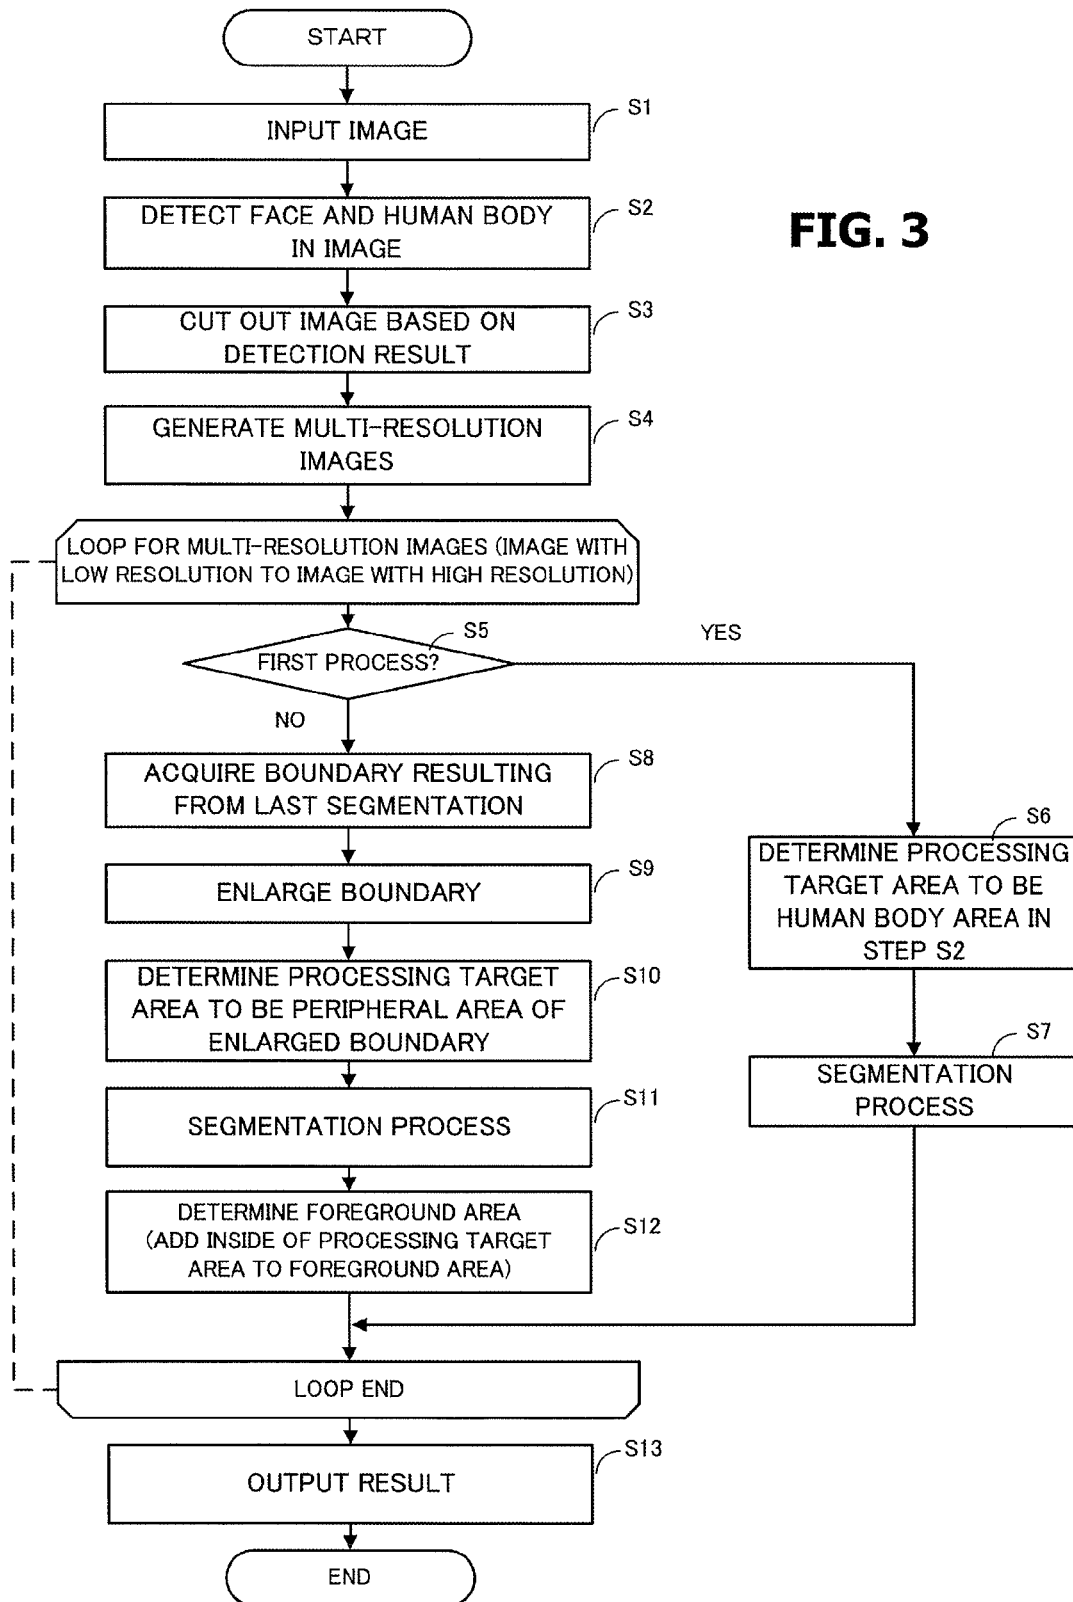 START
S1
INPUT IMAGE
S2
DETECT FACE AND HUMAN BODY
IN IMAGE
FIG. 3
S3
CUT OUT IMAGE BASED ON
DETECTION RESULT
S4
GENERATE MULTI-RESOLUTION
IMAGES
LOOP FOR MULTI-RESOLUTION IMAGES (IMAGE WITH
LOW RESOLUTION TO IMAGE WITH HIGH RESOLUTION)
S5
FIRST PROCESS?
YES
NO
S8
ACQUIRE BOUNDARY RESULTING
FROM LAST SEGMENTATION
S9
ENLARGE BOUNDARY
S10
DETERMINE PROCESSING TARGET
AREA TO BE PERIPHERAL AREA OF
ENLARGED BOUNDARY
S11
SEGMENTATION PROCESS
S12
DETERMINE FOREGROUND AREA
(ADD INSIDE OF PROCESSING TARGET
AREA TO FOREGROUND AREA)
S6
DETERMINE PROCESSING
TARGET AREA TO BE
HUMAN BODY AREA IN
STEP S2
S7
SEGMENTATION
PROCESS
LOOP END
S13
OUTPUT RESULT
END